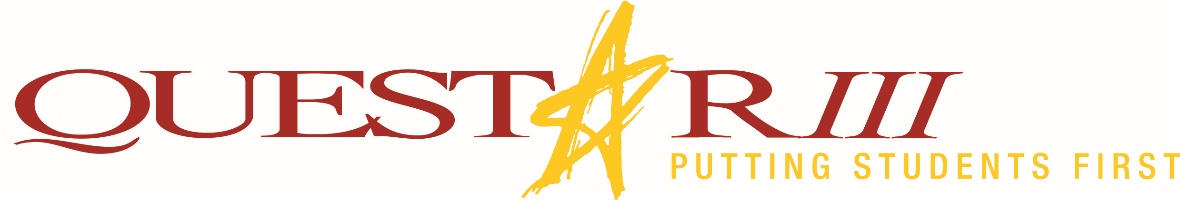 QUESTAR III
PUTTING STUDENTS FIRST